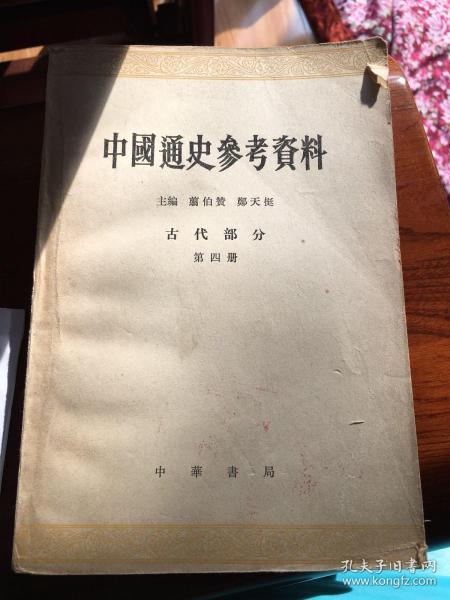 中國通史參考資料
主編 翦伯贊 鄭天挺
古代部分
第四册
中華書局
孔夫子旧书网
www.kongfz.com